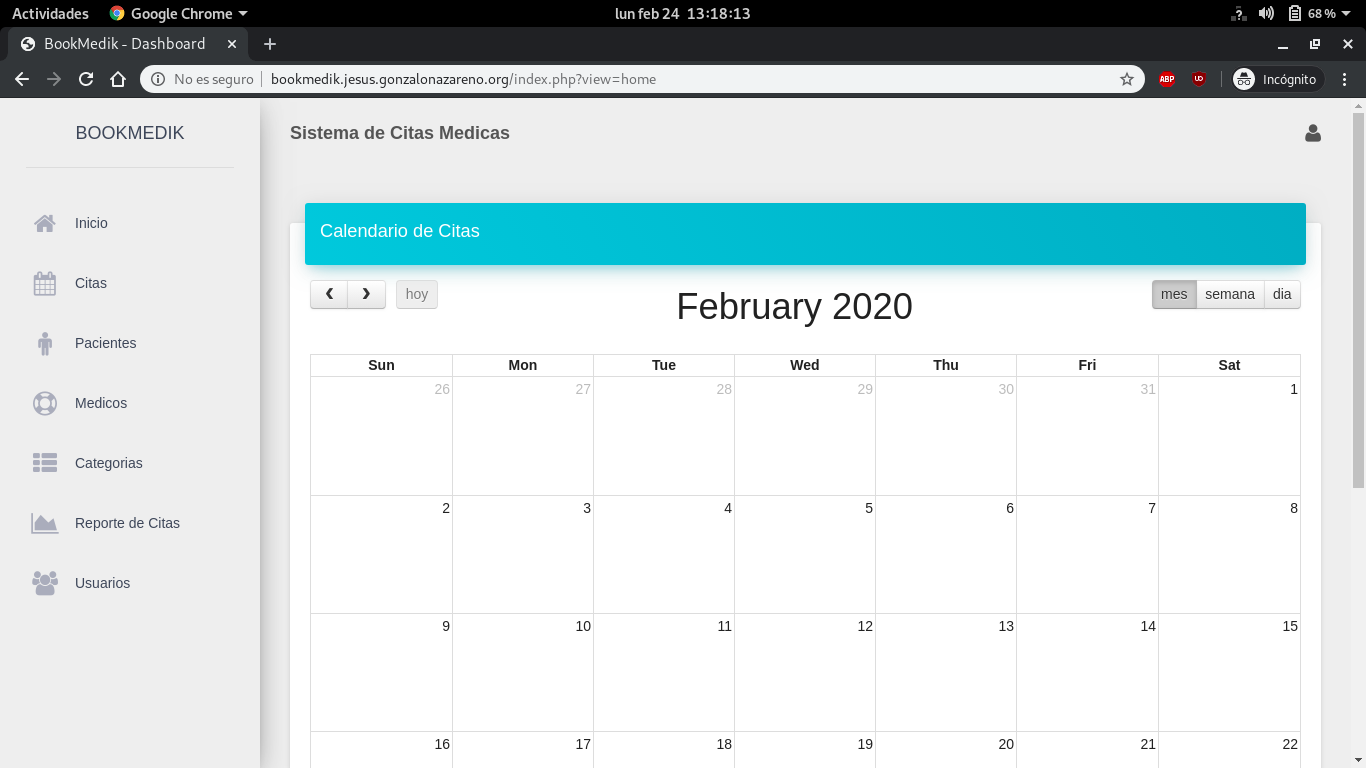 Actividades Google Chrome lun feb 24 13:18:13 68 %
BookMedik - Dashboard
No es seguro bookmedik.jesus.gonzalonazareno.org/index.php?view=home ABP UD Incógnito
BOOKMEDIK
Sistema de Citas Medicas
Inicio
Citas
Pacientes
Medicos
Categorias
Reporte de Citas
Usuarios
Calendario de Citas
hoy February 2020 mes semana dia
Sun Mon Tue Wed Thu Fri Sat
26 27 28 29 30 31 1
2 3 4 5 6 7 8
9 10 11 12 13 14 15
16 17 18 19 20 21 22